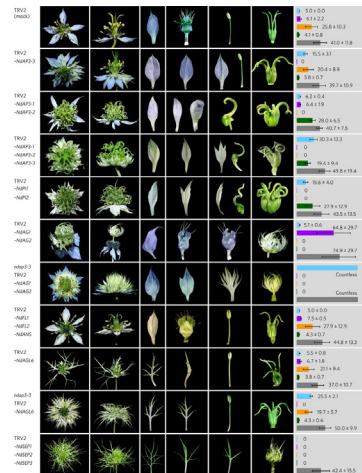 TRV2
(mock)
5.0 ± 0.0
6.1 ± 2.2
25.8 ± 10.3
4.1 ± 0.8
41.0 ± 11.8
TRV2
-NdAP3-3
15.5 ± 3.1
0
20.4 ± 8.9
3.8 ± 0.7
39.7 ± 10.9
TRV2
-NdAP3-1
-NdAP3-2
6.2 ± 0.4
6.4 ± 1.9
0
28.0 ± 6.5
40.7 ± 7.5
TRV2
-NdAP3-1
-NdAP3-2
-NdAP3-3
30.3 ± 13.3
0
0
19.4 ± 9.4
49.8 ± 19.4
TRV2
-NdPI1
-NdPI2
15.6 ± 4.0
0
0
27.9 ± 12.9
43.5 ± 13.5
TRV2
-NdAG1
-NdAG2
5.1 ± 0.6
64.8 ± 29.7
0
0
74.9 ± 29.7
ndap3-3
TRV2
-NdAG1
-NdAG2
Countless
0
0
0
Countless
TRV2
-NdFL1
-NdFL2
-NdANS
5.0 ± 0.0
7.5 ± 0.5
27.9 ± 12.9
4.3 ± 0.7
44.8 ± 13.3
TRV2
-NdAGL6
5.5 ± 0.8
6.7 ± 1.8
21.1 ± 9.4
3.8 ± 0.7
37.0 ± 10.7
ndap3-3
TRV2
-NdAGL6
25.5 ± 2.1
0
19.7 ± 5.7
4.3 ± 0.6
50.0 ± 9.9
TRV2
-NdSEP1
-NdSEP2
-NdSEP3
0
0
0
0
42.4 ± 15.5